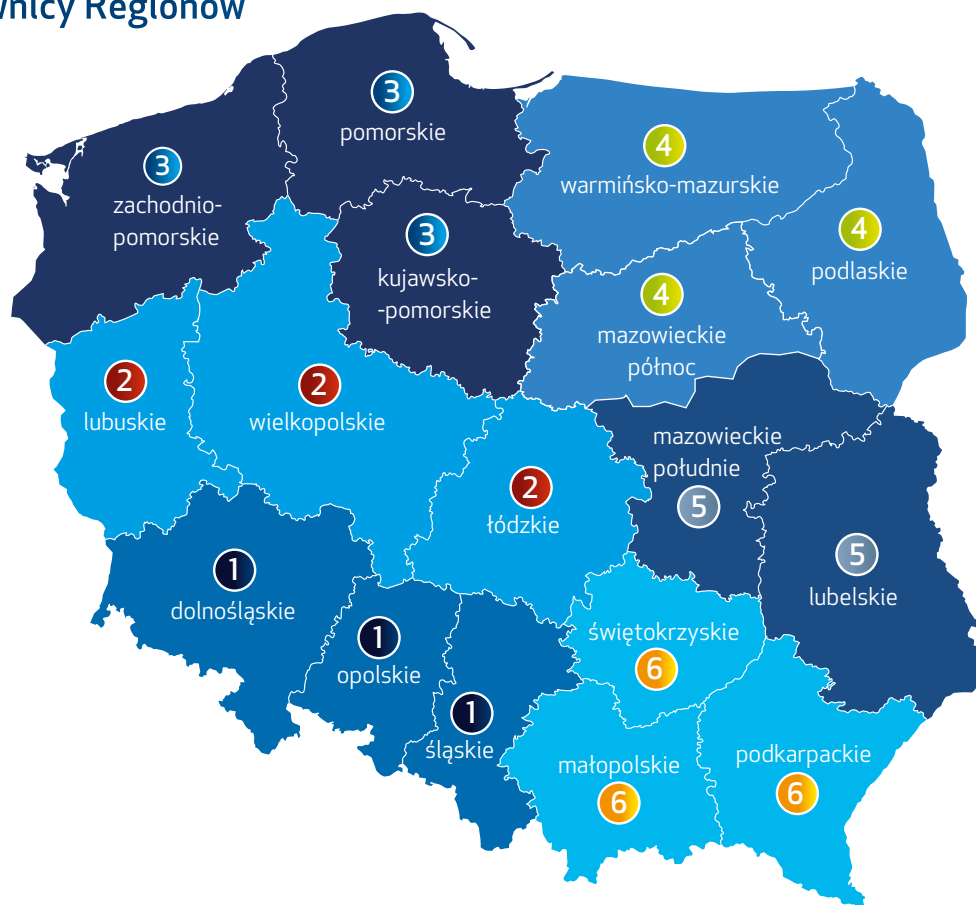 Regionów
3
pomorskie
3
zachodnio-
pomorskie
4
warmińsko-mazurskie
3
kujawsko-
-pomorskie
4
podlaskie
4
mazowieckie
północ
2
lubuskie
2
wielkopolskie
mazowieckie
południe
5
2
łódzkie
5
lubelskie
1
dolnośląskie
1
opolskie
świętokrzyskie
6
1
śląskie
małopolskie
6
podkarpackie
6